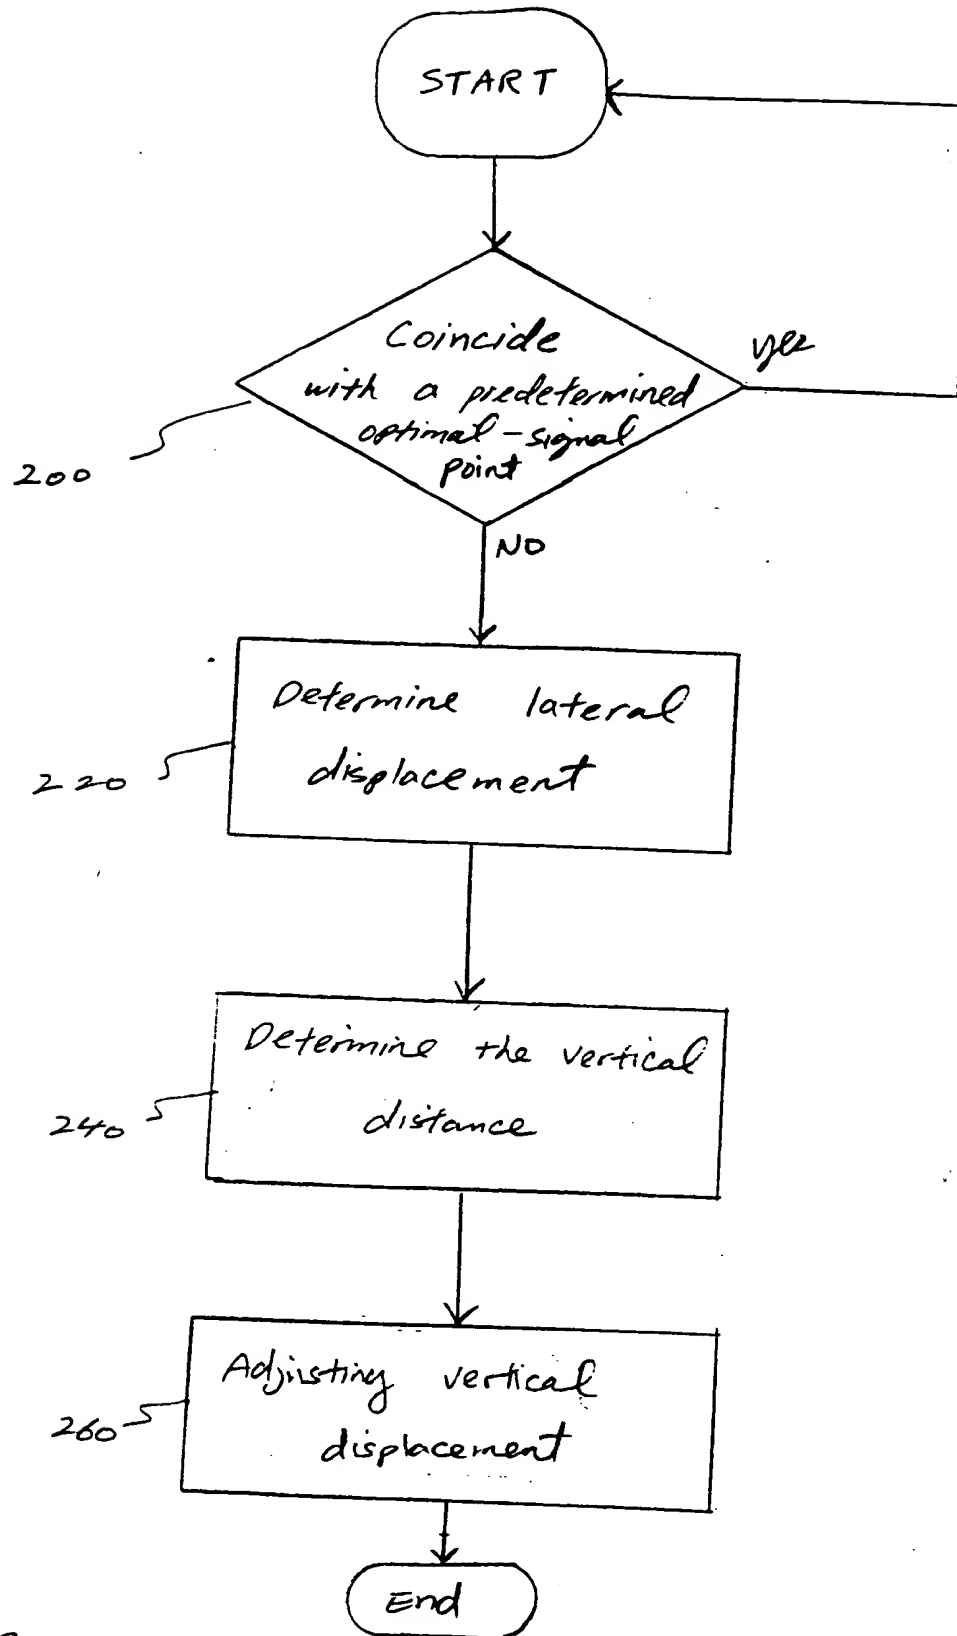 START
Coincide
with a predetermined
optimal-signal
point
yes
200
NO
Determine lateral
displacement
220
Determine the vertical
distance
240
Adjusting vertical
displacement
260
End